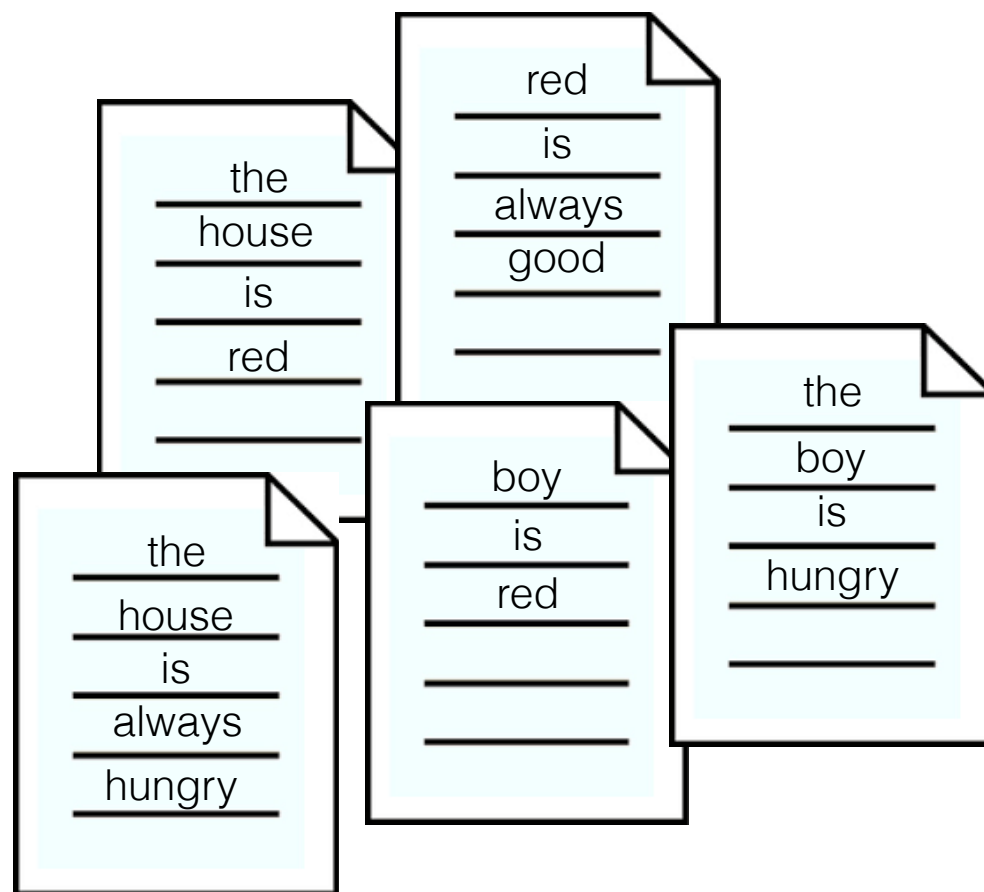 the
house
is
red
red
is
always
good
the
house
is
always
hungry
boy
is
red
the
boy
is
hungry